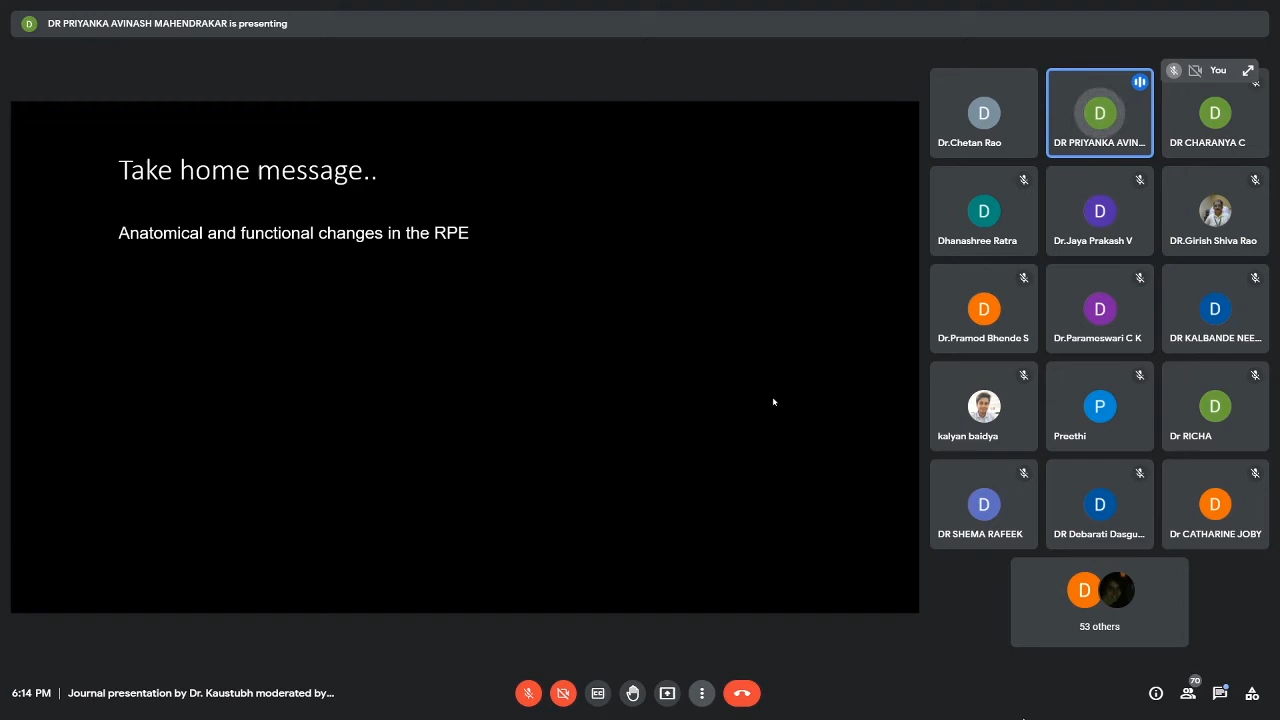 D DR PRIYANKA AVINASH MAHENDRAKAR is presenting
Take home message..
Anatomical and functional changes in the RPE
You
D
Dr.Chetan Rao
D
DR PRIYANKA AVIN...
D
DR CHARANYA C
D
Dhanashree Ratra
D
Dr.Jaya Prakash V
DR.Girish Shiva Rao
D
Dr.Pramod Bhende S
D
Dr.Parameswari C K
D
DR KALBANDE NEE...
kalyan baidya
P
Preethi
D
Dr RICHA
D
DR SHEMA RAFEEK
D
DR Debarati Dasgu...
D
Dr CATHARINE JOBY
D
53 others
6:14 PM | Journal presentation by Dr. Kaustubh moderated by...
CC
70